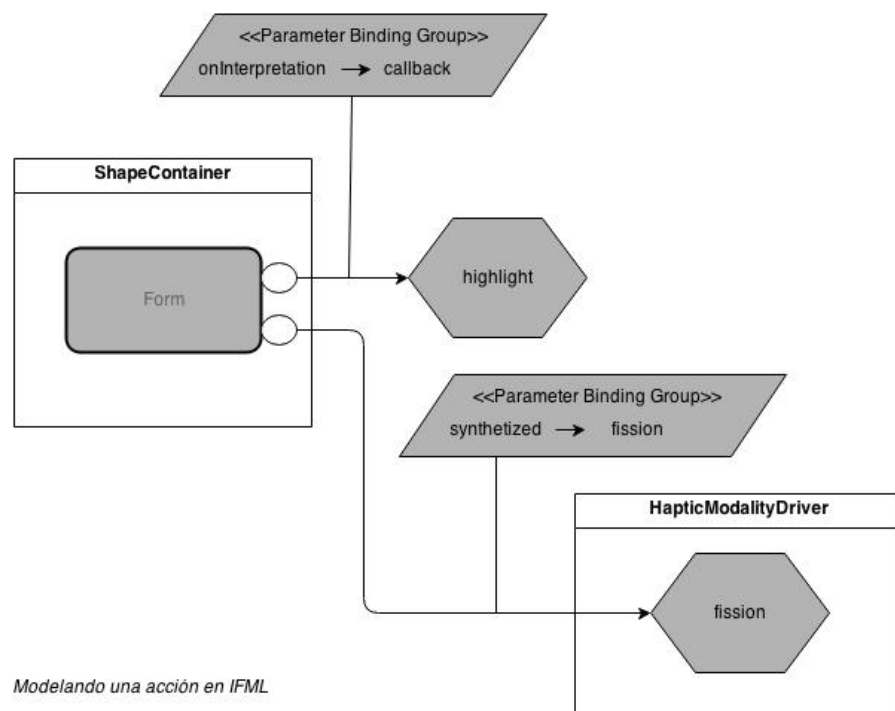 <<Parameter Binding Group>>
onInterpretation → callback
ShapeContainer
Form
highlight
<<Parameter Binding Group>>
synthetized → fission
HapticModalityDriver
fission
Modelando una acción en IFML